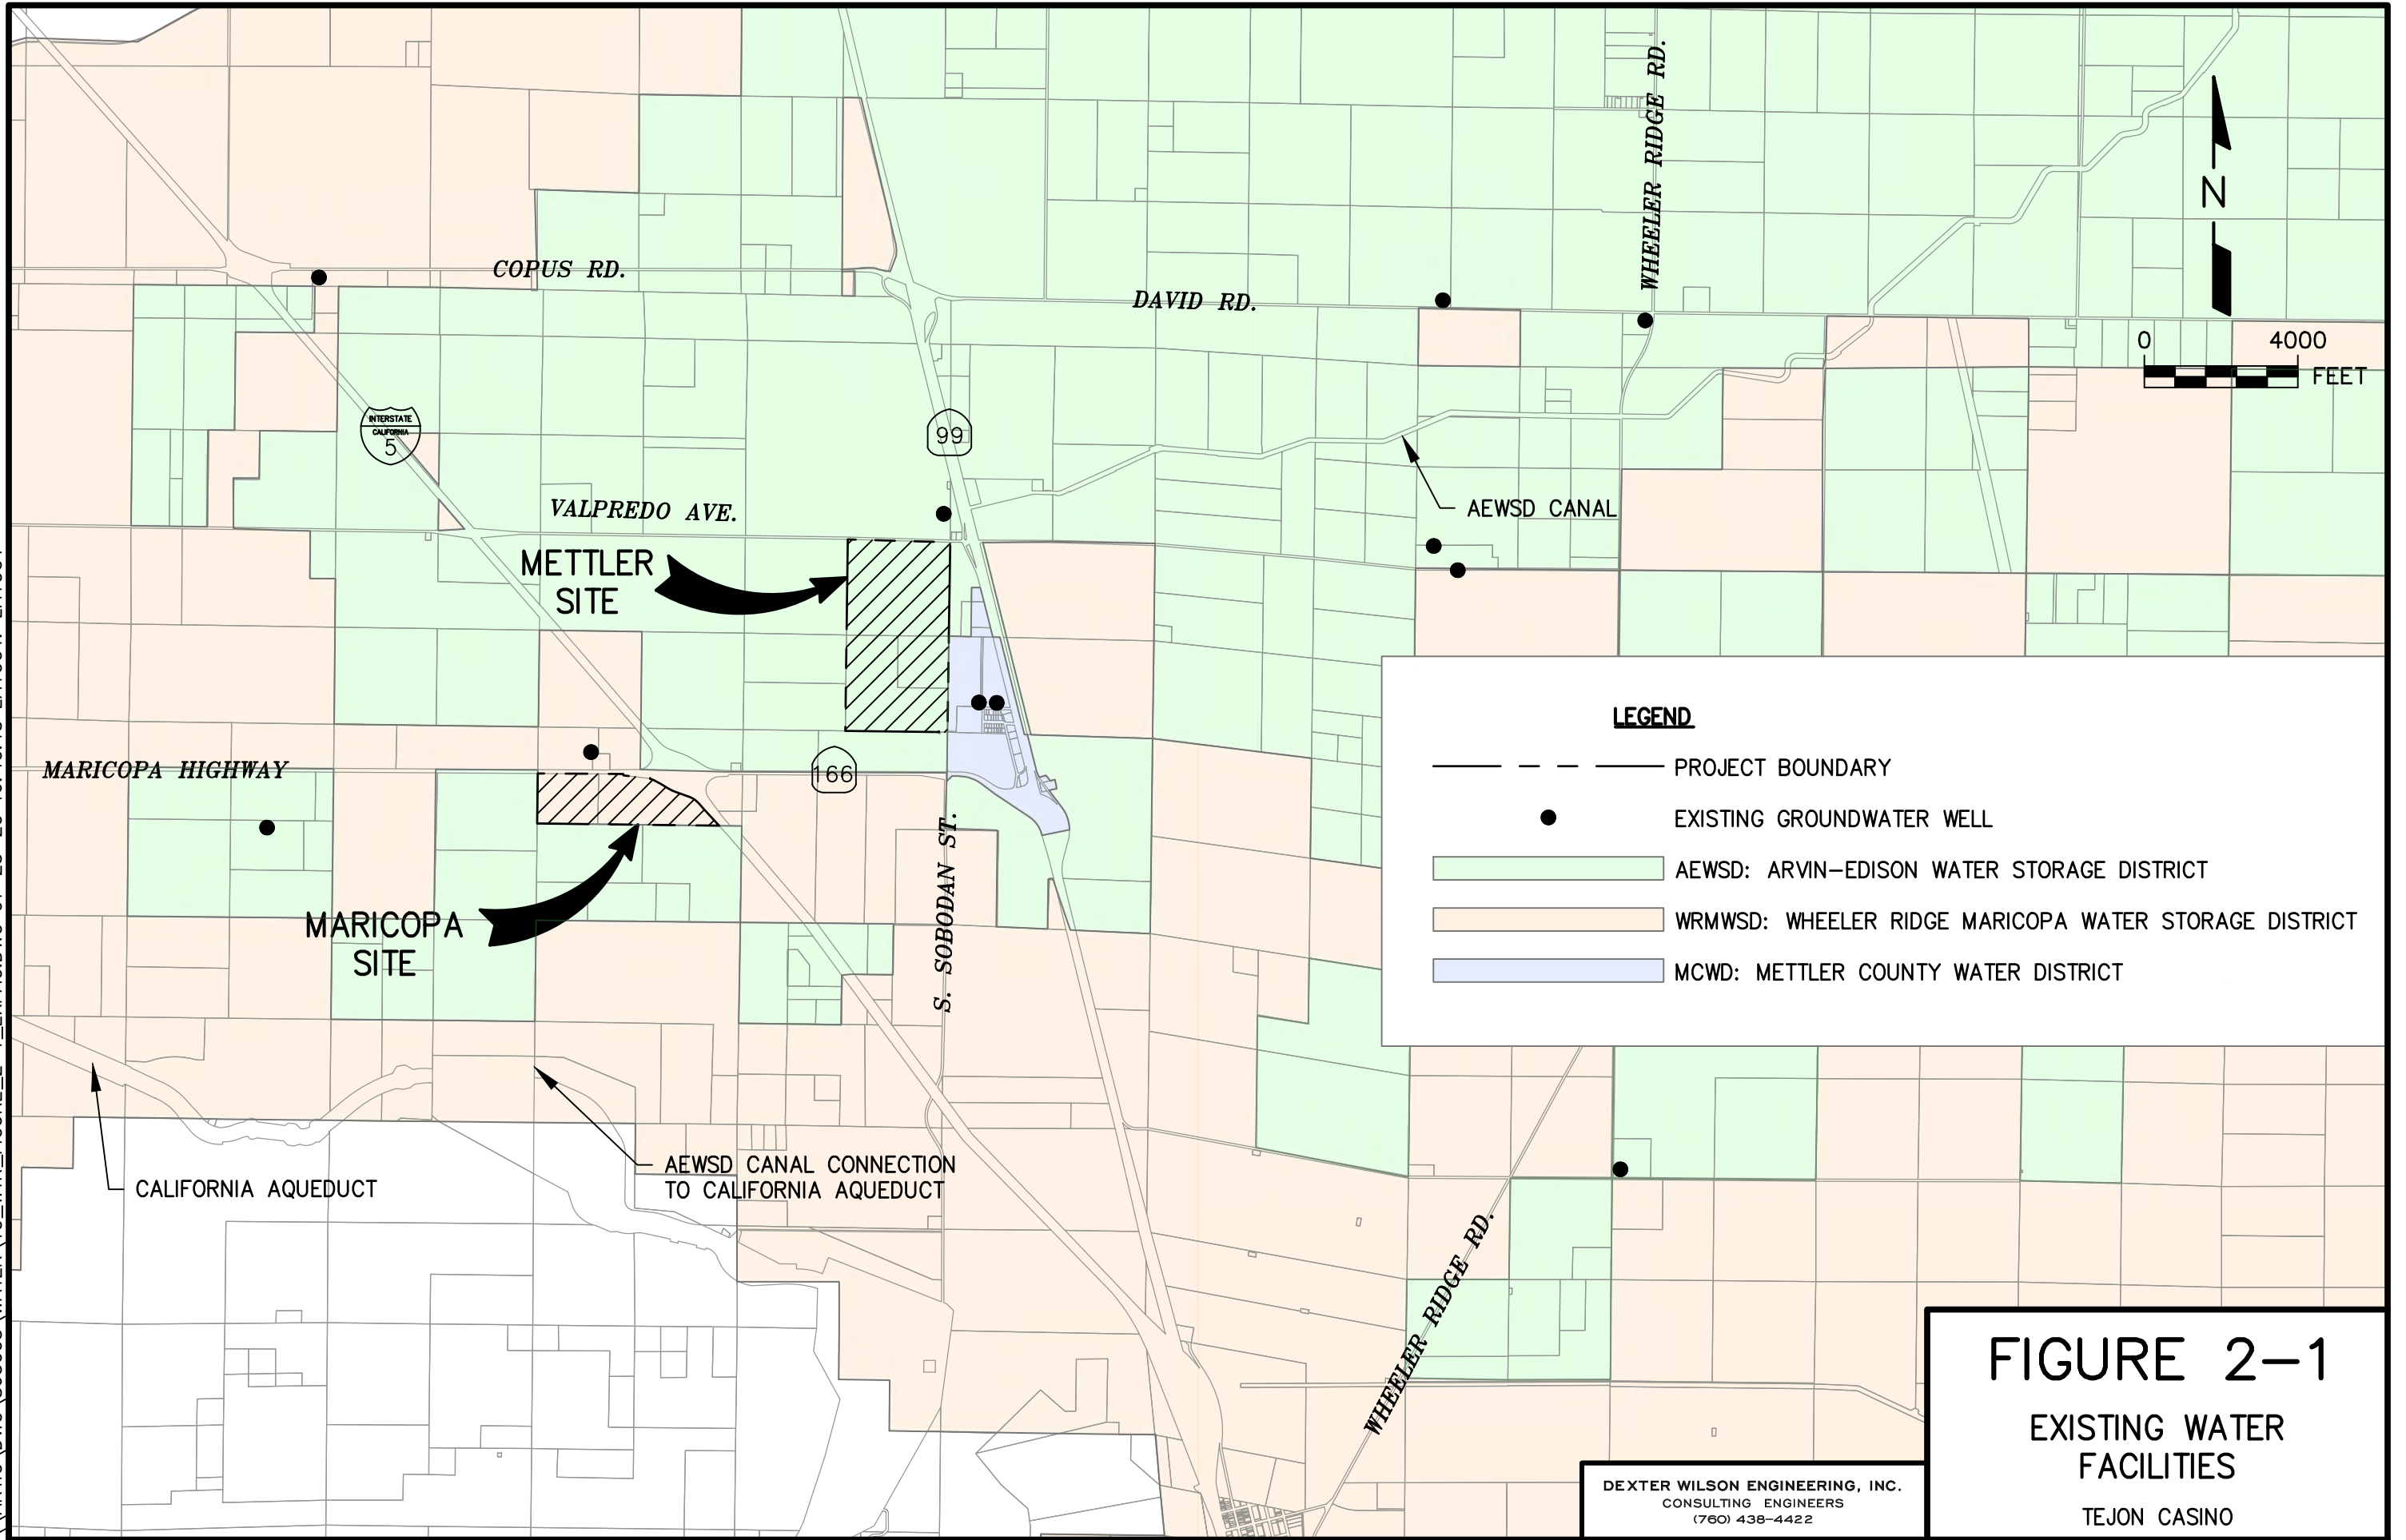 WHEELER RIDGE RD.
N
COPUS RD.
DAVID RD.
0 4000
FEET
INTERSTATE
CALIFORNIA
5
99
VALPREDO AVE.
AEWSD CANAL
METTLER
SITE
LEGEND
PROJECT BOUNDARY
EXISTING GROUNDWATER WELL
AEWSD: ARVIN-EDISON WATER STORAGE DISTRICT
WRMWSD: WHEELER RIDGE MARICOPA WATER STORAGE DISTRICT
MCWD: METTLER COUNTY WATER DISTRICT
MARICOPA HIGHWAY
166
MARICOPA
SITE
S. SOBODAN ST.
CALIFORNIA AQUEDUCT
AEWSD CANAL CONNECTION
TO CALIFORNIA AQUEDUCT
WHEELER RIDGE RD.
FIGURE 2-1
EXISTING WATER
FACILITIES
TEJON CASINO
DEXTER WILSON ENGINEERING, INC.
CONSULTING ENGINEERS
(760) 438-4422